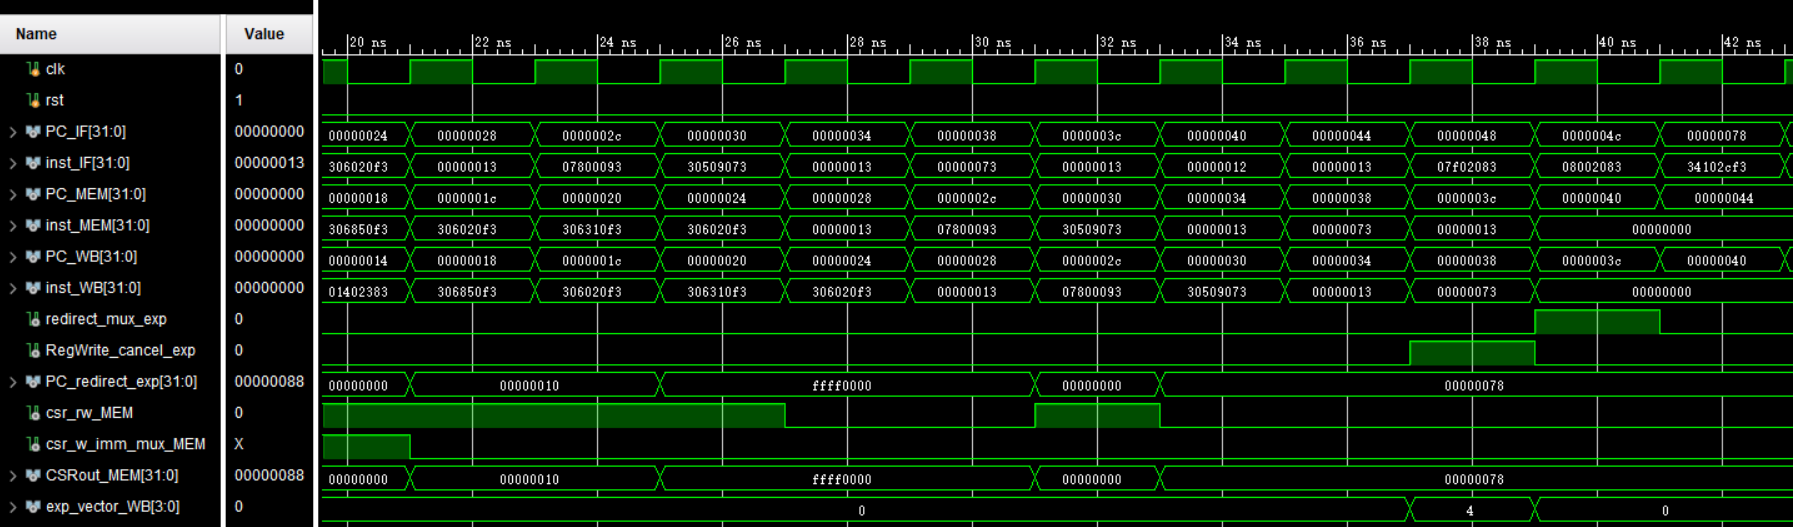 Name Value 20 ns 22 ns 24 ns 26 ns 28 ns 30 ns 32 ns 34 ns 36 ns 38 ns 40 ns 42 ns
clk 0
rst 1
PC_IF[31:0] 00000000 00000024 00000028 0000002c 00000030 00000034 00000038 0000003c 00000040 00000044 00000048 0000004c 00000078
inst_IF[31:0] 00000013 306020f3 00000013 07800093 30509073 00000013 00000073 00000013 00000012 00000013 07f02083 08002083 34102cf3
PC_MEM[31:0] 00000000 00000018 0000001c 00000020 00000024 00000028 0000002c 00000030 00000034 00000038 0000003c 00000040 00000044
inst_MEM[31:0] 00000000 306850f3 306020f3 306310f3 306020f3 00000013 07800093 30509073 00000013 00000073 00000013 00000000
PC_WB[31:0] 00000000 00000014 00000018 0000001c 00000020 00000024 00000028 0000002c 00000030 00000034 00000038 0000003c 00000040
inst_WB[31:0] 00000000 01402383 306850f3 306020f3 306310f3 306020f3 00000013 07800093 30509073 00000013 00000073 00000000
redirect_mux_exp 0
RegWrite_cancel_exp 0
PC_redirect_exp[31:0] 00000088 00000000 00000010 ffff0000 00000000 00000078
csr_rw_MEM 0
csr_w_imm_mux_MEM X
CSRout_MEM[31:0] 00000088 00000000 00000010 ffff0000 00000000 00000078
exp_vector_WB[3:0] 0 0 4 0